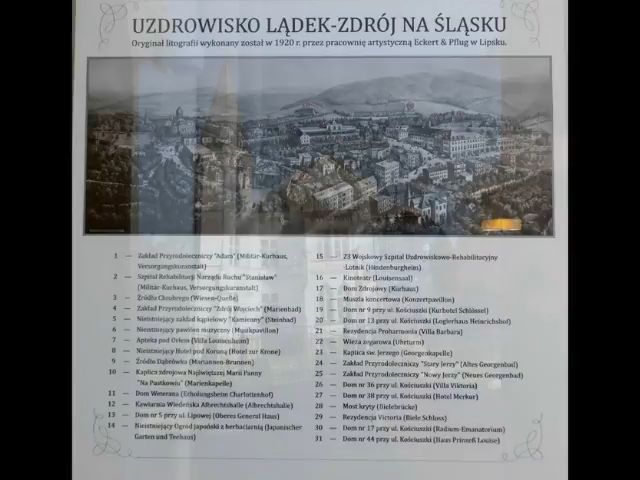 UZDROWISKO LĄDEK-ZDRÓJ NA ŚLĄSKU
Oryginał litografii wykonany został w 1920 r. przez pracownię artystyczną Eckert & Pflug w Lipsku.
1 — Zakład Przyrodoleczniczy "Adam" (Militär-Kurhaus,
Versorgungskuranstalt)
2 — Szpital Rehabilitacji Narządu Ruchu "Stanisław"
(Militär-Kurhaus, Versorgungskuranstalt)
3 — Źródło Chrobrego (Wiesen-Quelle)
4 — Zakład Przyrodoleczniczy "Zdrój Wojciech" (Marienbad)
5 — Nieistniejący zakład kąpielowy "Kamienny" (Steinbad)
6 — Nieistniejący pawilon muzyczny (Musikpavillon)
7 — Apteka pod Orłem (Villa Louisenhain)
8 — Nieistniejący Hotel pod Koroną (Hotel zur Krone)
9 — Źródło Dąbrówka (Mariannen-Brunnen)
10 — Kaplica zdrojowa Najświętszej Marii Panny
"Na Pustkowiu" (Marienkapelle)
11 — Dom Weterana (Erholungsheim Charlottenhof)
12 — Kawiarnia Wiedeńska Albrechtshalle (Albrechtshalle)
13 — Dom nr 5 przy ul. Lipowej (Oberes General Haus)
14 — Nieistniejący Ogród japoński z herbaciarnią (Japanischer
Garten und Teehaus)
15 — 23 Wojskowy Szpital Uzdrowiskowo-Rehabilitacyjny
Lotnik (Hindenburgheim)
16 — Kinoteatr (Louisensaal)
17 — Dom Zdrojowy (Kurhaus)
18 — Muszla koncertowa (Konzertpavillon)
19 — Dom nr 9 przy ul. Kościuszki (Kurhotel Schlössel)
20 — Dom nr 13 przy ul. Kościuszki (Logierhaus Heinrichshof)
21 — Rezydencja Proharmonia (Villa Barbara)
22 — Wieża zegarowa (Uhrturm)
23 — Kaplica św. Jerzego (Georgenkapelle)
24 — Zakład Przyrodoleczniczy "Stary Jerzy" (Altes Georgenbad)
25 — Zakład Przyrodoleczniczy "Nowy Jerzy" (Neues Georgenbad)
26 — Dom nr 36 przy ul. Kościuszki (Villa Viktoria)
27 — Dom nr 38 przy ul. Kościuszki (Hotel Merkur)
28 — Most kryty (Bielebrücke)
29 — Rezydencja Victoria (Biele Schloss)
30 — Dom nr 17 przy ul. Kościuszki (Radium-Emanatorium)
31 — Dom nr 44 przy ul. Kościuszki (Haus Prinzeß Louise)